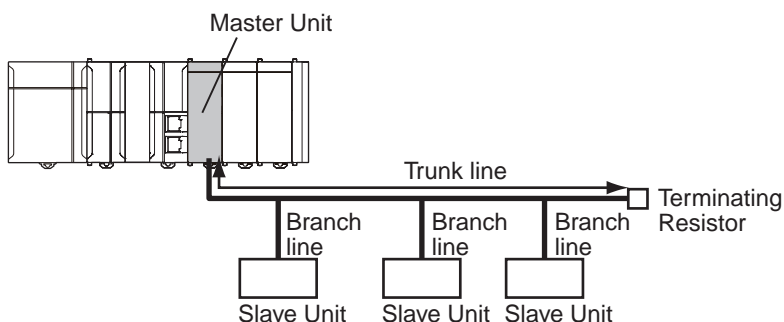 Master Unit
Trunk line
Terminating
Resistor
Branch
line
Branch
line
Branch
line
Slave Unit
Slave Unit
Slave Unit